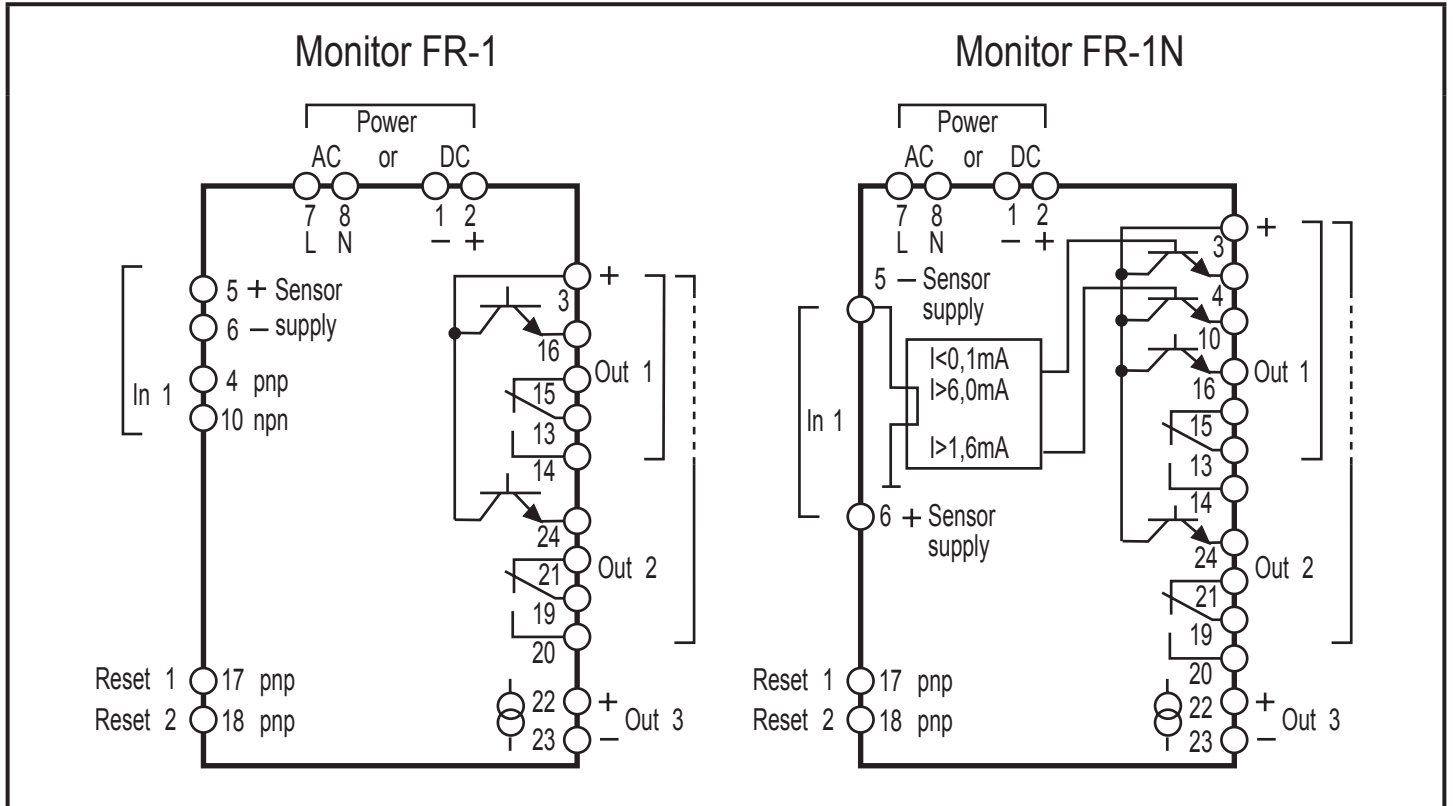 Monitor FR-1
Power
AC or DC
7 8 1 2
L N − +
In 1
5 + Sensor
6 − supply
4 pnp
10 npn
3 +
16
15
13
14
Out 1
24
21
19
20
Out 2
Reset 1 17 pnp
Reset 2 18 pnp
22 +
23 −
Out 3
Monitor FR-1N
Power
AC or DC
7 8 1 2
L N − +
In 1
5 − Sensor
supply
I<0,1mA
I>6,0mA
I>1,6mA
6 + Sensor
supply
3 +
4
10
16
15
13
14
Out 1
24
21
19
20
Out 2
Reset 1 17 pnp
Reset 2 18 pnp
22 +
23 −
Out 3